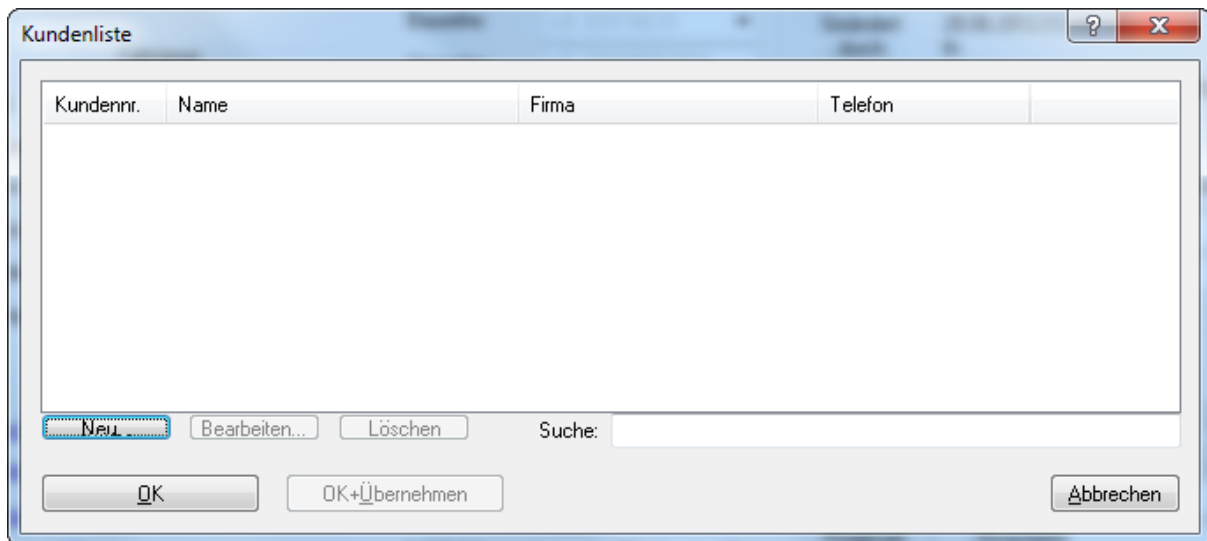 Kundenliste
?
Kundennr. Name Firma Telefon
Neu... Bearbeiten... Löschen Suche:
OK OK+Übernehmen Abbrechen